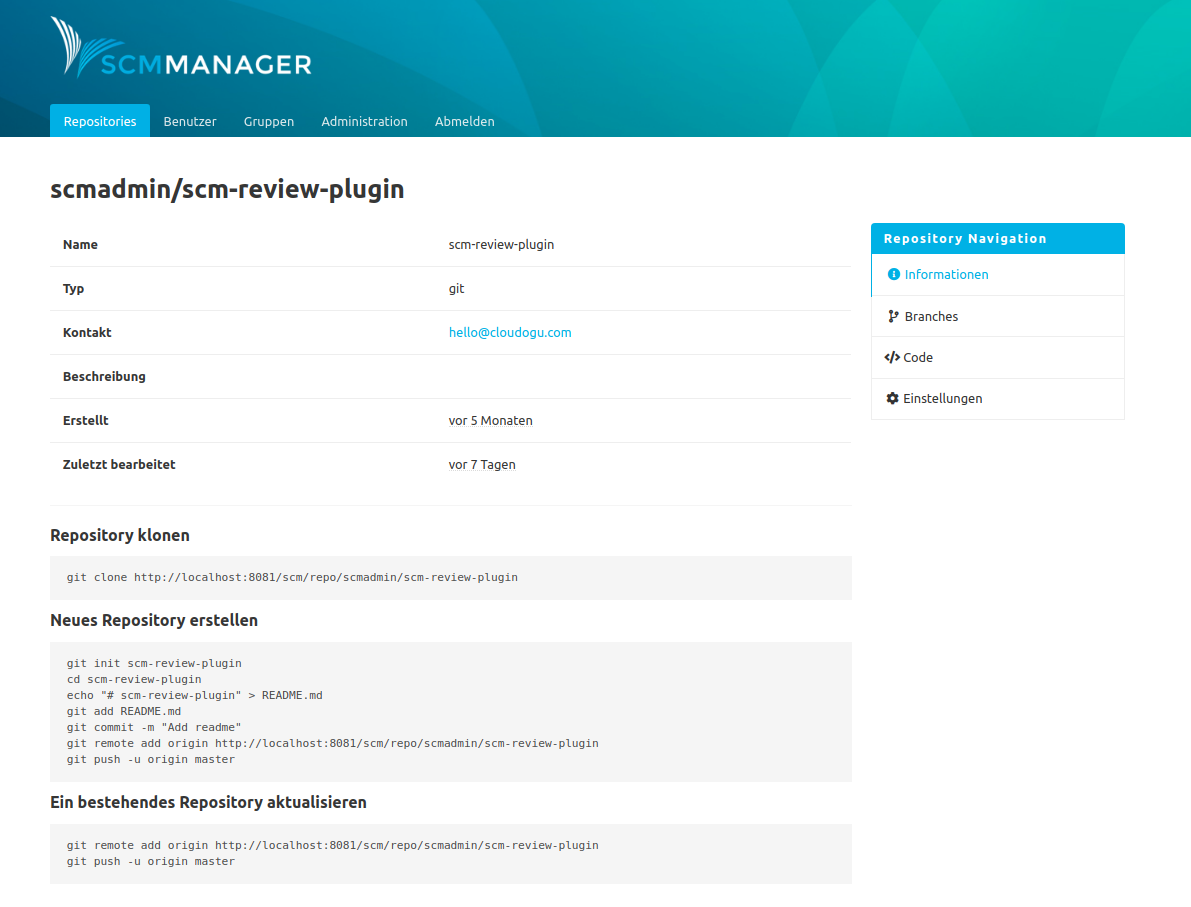 SCMMANAGER
Repositories Benutzer Gruppen Administration Abmelden
scmadmin/scm-review-plugin
Name scm-review-plugin
Typ git
Kontakt hello@cloudogu.com
Beschreibung
Erstellt vor 5 Monaten
Zuletzt bearbeitet vor 7 Tagen
Repository Navigation
Informationen
Branches
Code
Einstellungen
Repository klonen
git clone http://localhost:8081/scm/repo/scmadmin/scm-review-plugin
Neues Repository erstellen
git init scm-review-plugin
cd scm-review-plugin
echo "# scm-review-plugin" > README.md
git add README.md
git commit -m "Add readme"
git remote add origin http://localhost:8081/scm/repo/scmadmin/scm-review-plugin
git push -u origin master
Ein bestehendes Repository aktualisieren
git remote add origin http://localhost:8081/scm/repo/scmadmin/scm-review-plugin
git push -u origin master